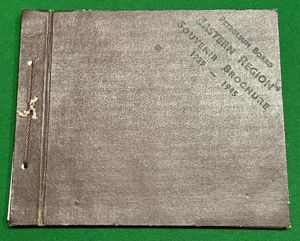 PETROLEUM BOARD
EASTERN REGION
SOUVENIR BROCHURE
1939 - 1945